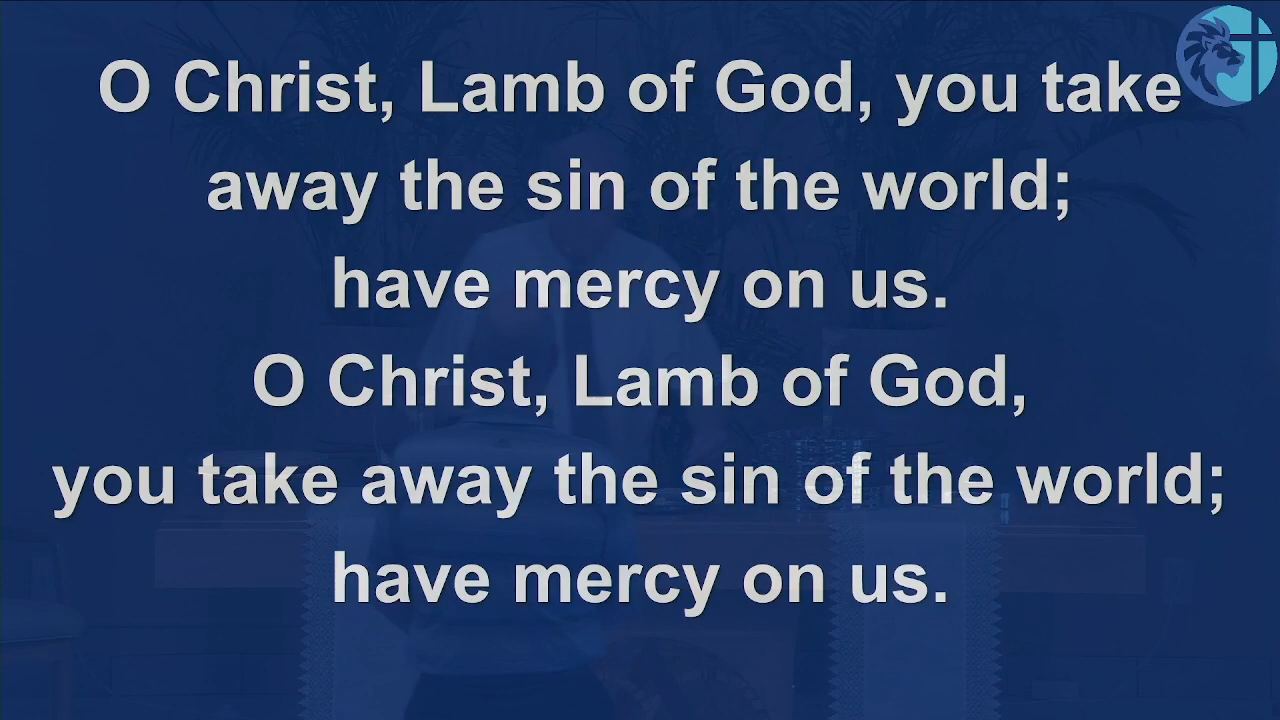 O Christ, Lamb of God, you take
away the sin of the world;
have mercy on us.
O Christ, Lamb of God,
you take away the sin of the world;
have mercy on us.